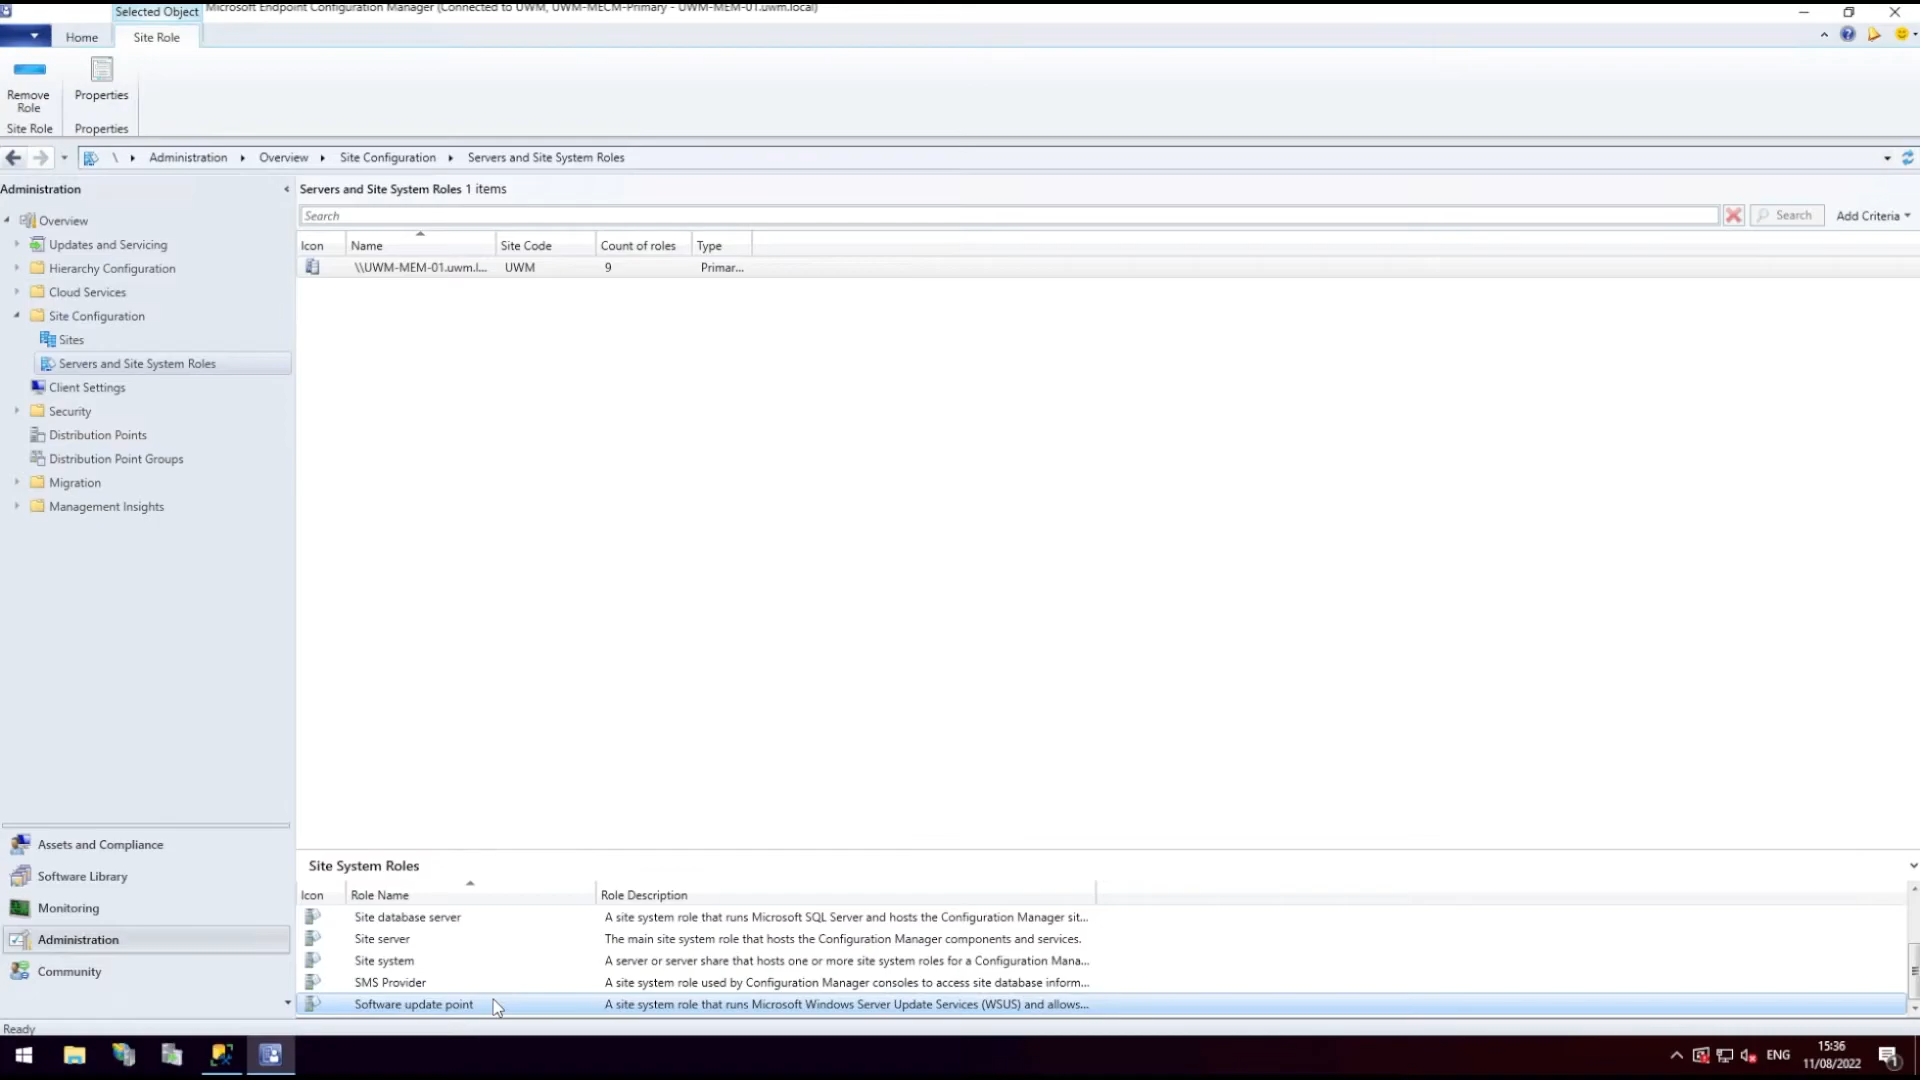 Selected Object
Microsoft Endpoint Configuration Manager (Connected to UWM, UWM-MECM-Primary - UWM-MEM-01.uwm.local)
Home
Site Role
Remove
Role
Properties
Site Role
Properties
\ Administration Overview Site Configuration Servers and Site System Roles
Administration
Servers and Site System Roles 1 items
Search
Search
Add Criteria
Icon Name Site Code Count of roles Type
\\UWM-MEM-01.uwm.l... UWM 9 Primar...
Overview
Updates and Servicing
Hierarchy Configuration
Cloud Services
Site Configuration
Sites
Servers and Site System Roles
Client Settings
Security
Distribution Points
Distribution Point Groups
Migration
Management Insights
Assets and Compliance
Software Library
Monitoring
Administration
Community
Site System Roles
Icon Role Name Role Description
Site database server A site system role that runs Microsoft SQL Server and hosts the Configuration Manager sit...
Site server The main site system role that hosts the Configuration Manager components and services.
Site system A server or server share that hosts one or more site system roles for a Configuration Mana...
SMS Provider A site system role used by Configuration Manager consoles to access site database inform...
Software update point A site system role that runs Microsoft Windows Server Update Services (WSUS) and allows...
Ready
ENG
15:36
11/08/2022
1